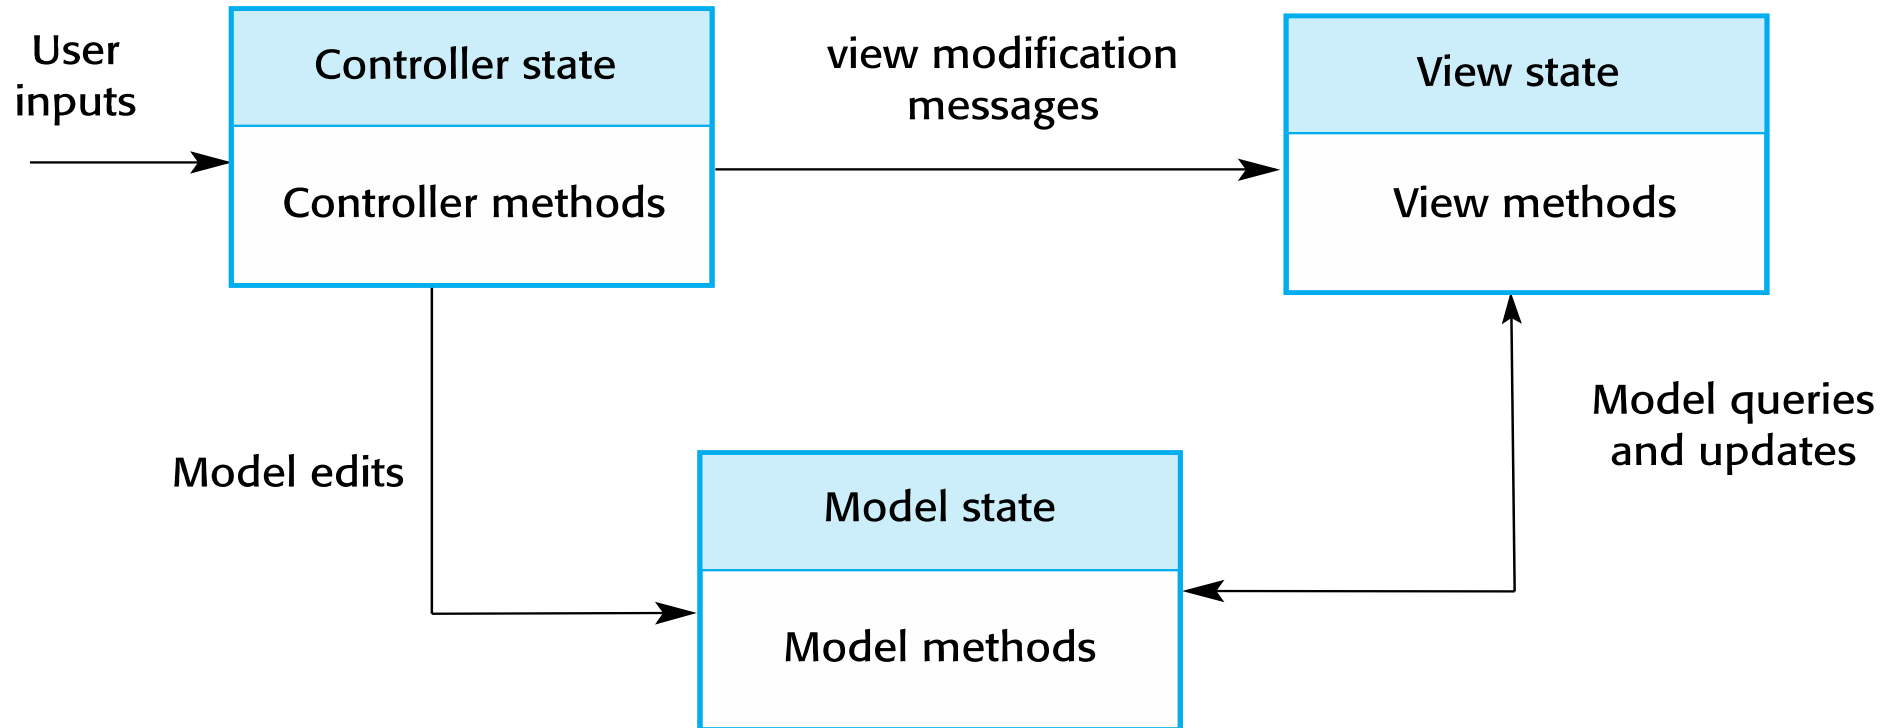 User
inputs
Controller state
Controller methods
view modification
messages
View state
View methods
Model edits
Model state
Model methods
Model queries
and updates